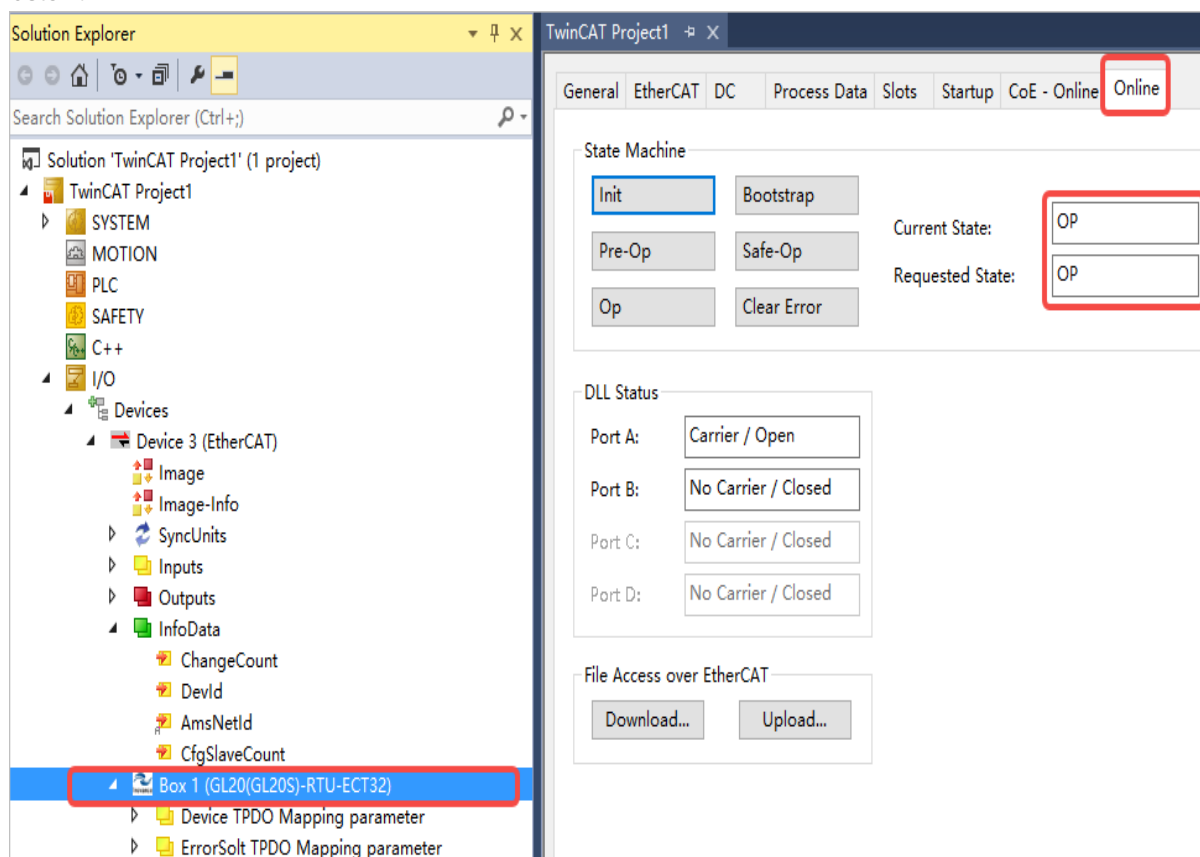 Solution Explorer
Search Solution Explorer (Ctrl+;)
Solution 'TwinCAT Project1' (1 project)
TwinCAT Project1
SYSTEM
MOTION
PLC
SAFETY
C++
I/O
Devices
Device 3 (EtherCAT)
Image
Image-Info
SyncUnits
Inputs
Outputs
InfoData
ChangeCount
DevId
AmsNetId
CfgSlaveCount
Box 1 (GL20(GL20S)-RTU-ECT32)
Device TPDO Mapping parameter
ErrorSolt TPDO Mapping parameter
TwinCAT Project1
General EtherCAT DC Process Data Slots Startup CoE - Online Online
State Machine
Init Bootstrap
Pre-Op Safe-Op
Op Clear Error
Current State: OP
Requested State: OP
DLL Status
Port A: Carrier / Open
Port B: No Carrier / Closed
Port C: No Carrier / Closed
Port D: No Carrier / Closed
File Access over EtherCAT
Download... Upload...